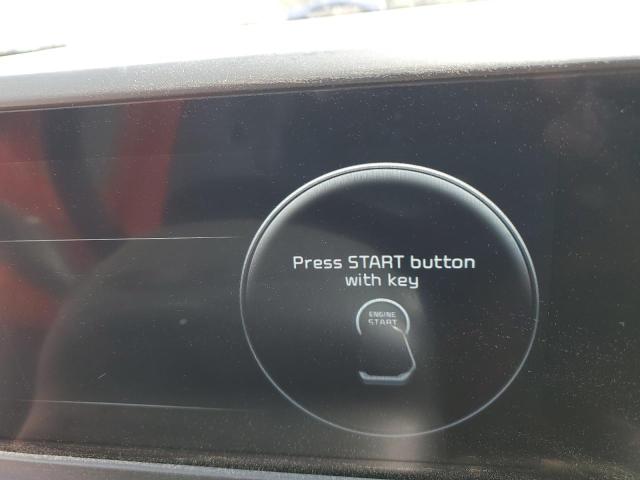 Press START button
with key
ENGINE
START